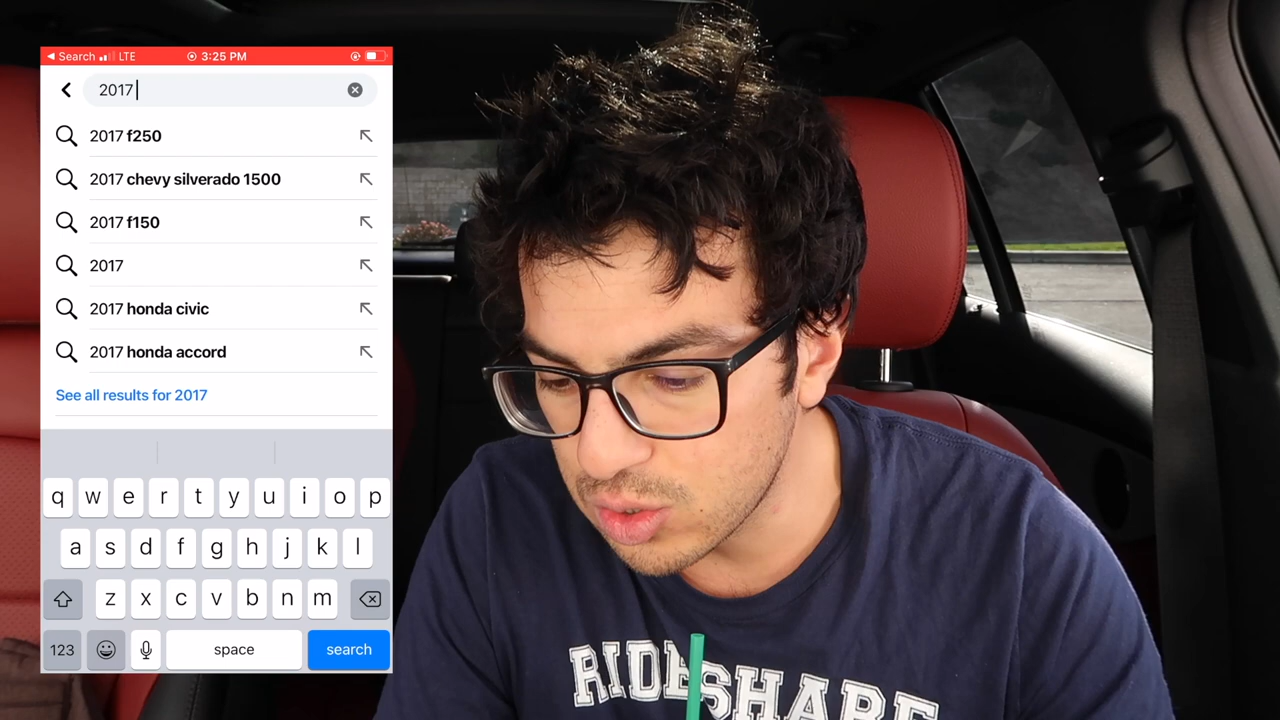 Search LTE 3:25 PM
2017
2017 f250
2017 chevy silverado 1500
2017 f150
2017
2017 honda civic
2017 honda accord
See all results for 2017
q w e r t y u i o p
a s d f g h j k l
z x c v b n m
123 space search
RIDESHARE